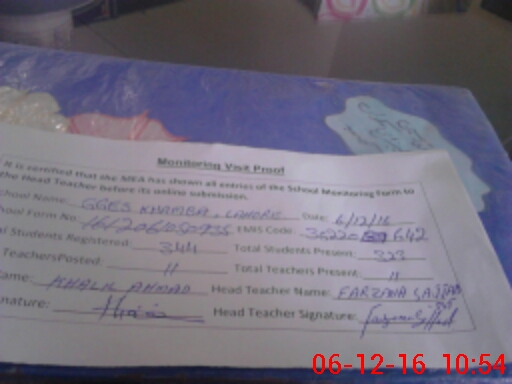 Monitoring Visit Proof
It is certified that the MEA has shown all entries of the School Monitoring Form to
the Head Teacher before its online submission.
School Name: GGES KHAMBA, LAHORE Date: 6/12/16
School Form No: EMIS Code:
Total Students Registered: 344 Total Students Present: 323
Teachers Posted: 11 Total Teachers Present: 11
Name: KHALIL AHMAD Head Teacher Name: FARZANA SAJJAD
Signature: Head Teacher Signature:
06-12-16 10:54